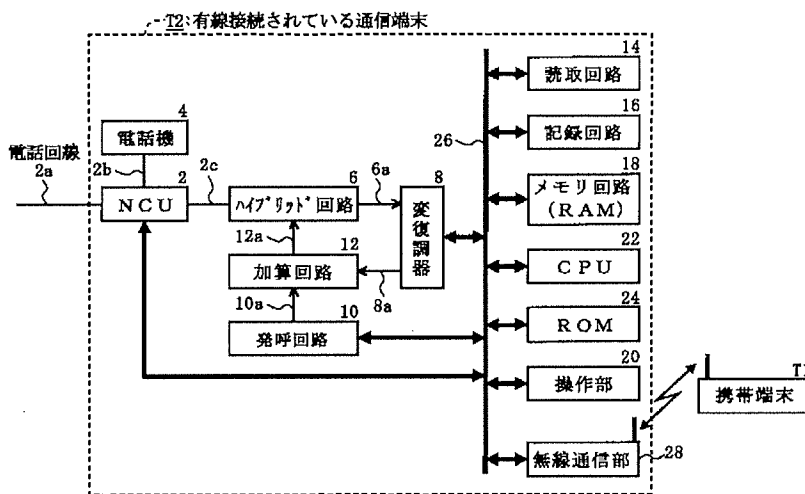 T2:有線接続されている通信端末
14
読取回路
4
電話機
16
記録回路
26
電話回線
2a
2b
2
NCU
2c
6
ハイブリッド回路
6a
8
変復調器
18
メモリ回路
(RAM)
12a
12
加算回路
8a
22
CPU
10a
10
発呼回路
24
ROM
20
操作部
T1
携帯端末
無線通信部
28